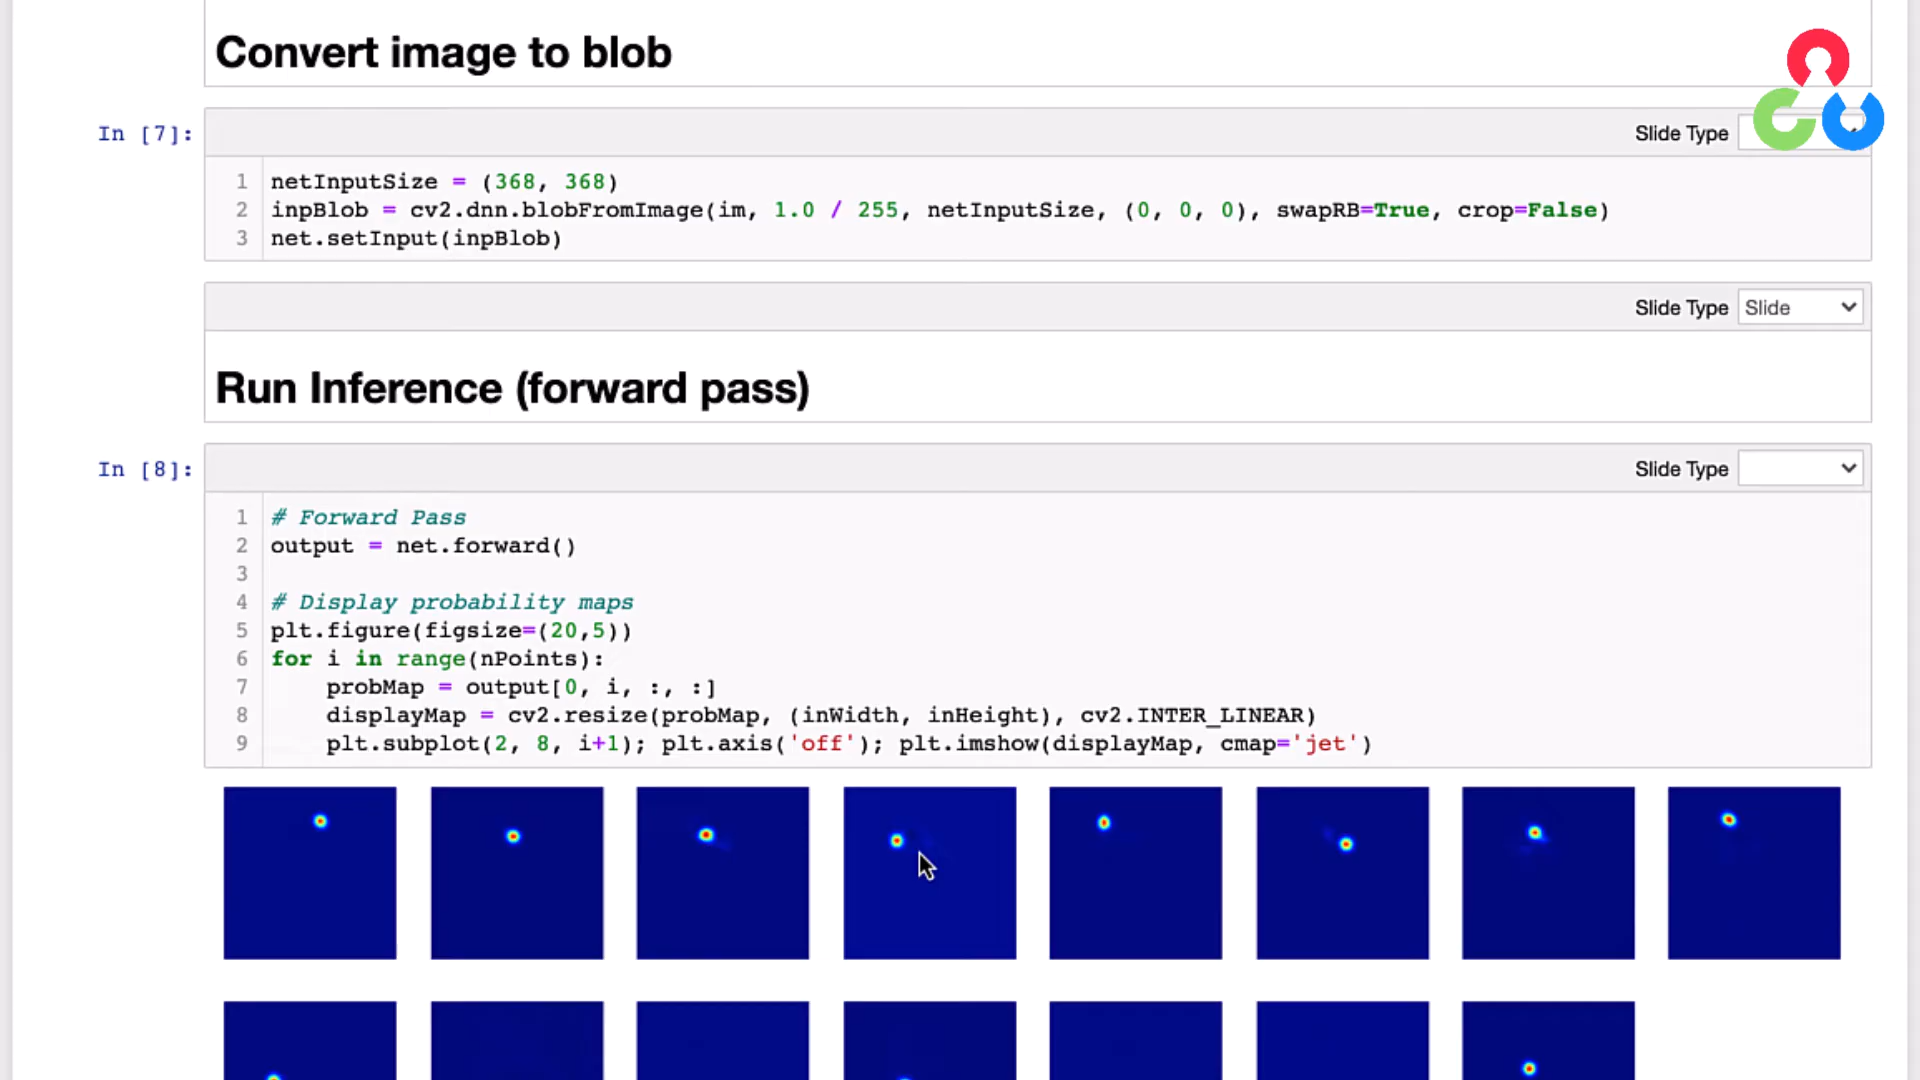 Convert image to blob
In [7]:
Slide Type
1 netInputSize = (368, 368)
2 inpBlob = cv2.dnn.blobFromImage(im, 1.0 / 255, netInputSize, (0, 0, 0), swapRB=True, crop=False)
3 net.setInput(inpBlob)
Slide Type Slide
Run Inference (forward pass)
In [8]:
Slide Type
1 # Forward Pass
2 output = net.forward()
3
4 # Display probability maps
5 plt.figure(figsize=(20,5))
6 for i in range(nPoints):
7     probMap = output[0, i, :, :]
8     displayMap = cv2.resize(probMap, (inWidth, inHeight), cv2.INTER_LINEAR)
9     plt.subplot(2, 8, i+1); plt.axis('off'); plt.imshow(displayMap, cmap='jet')